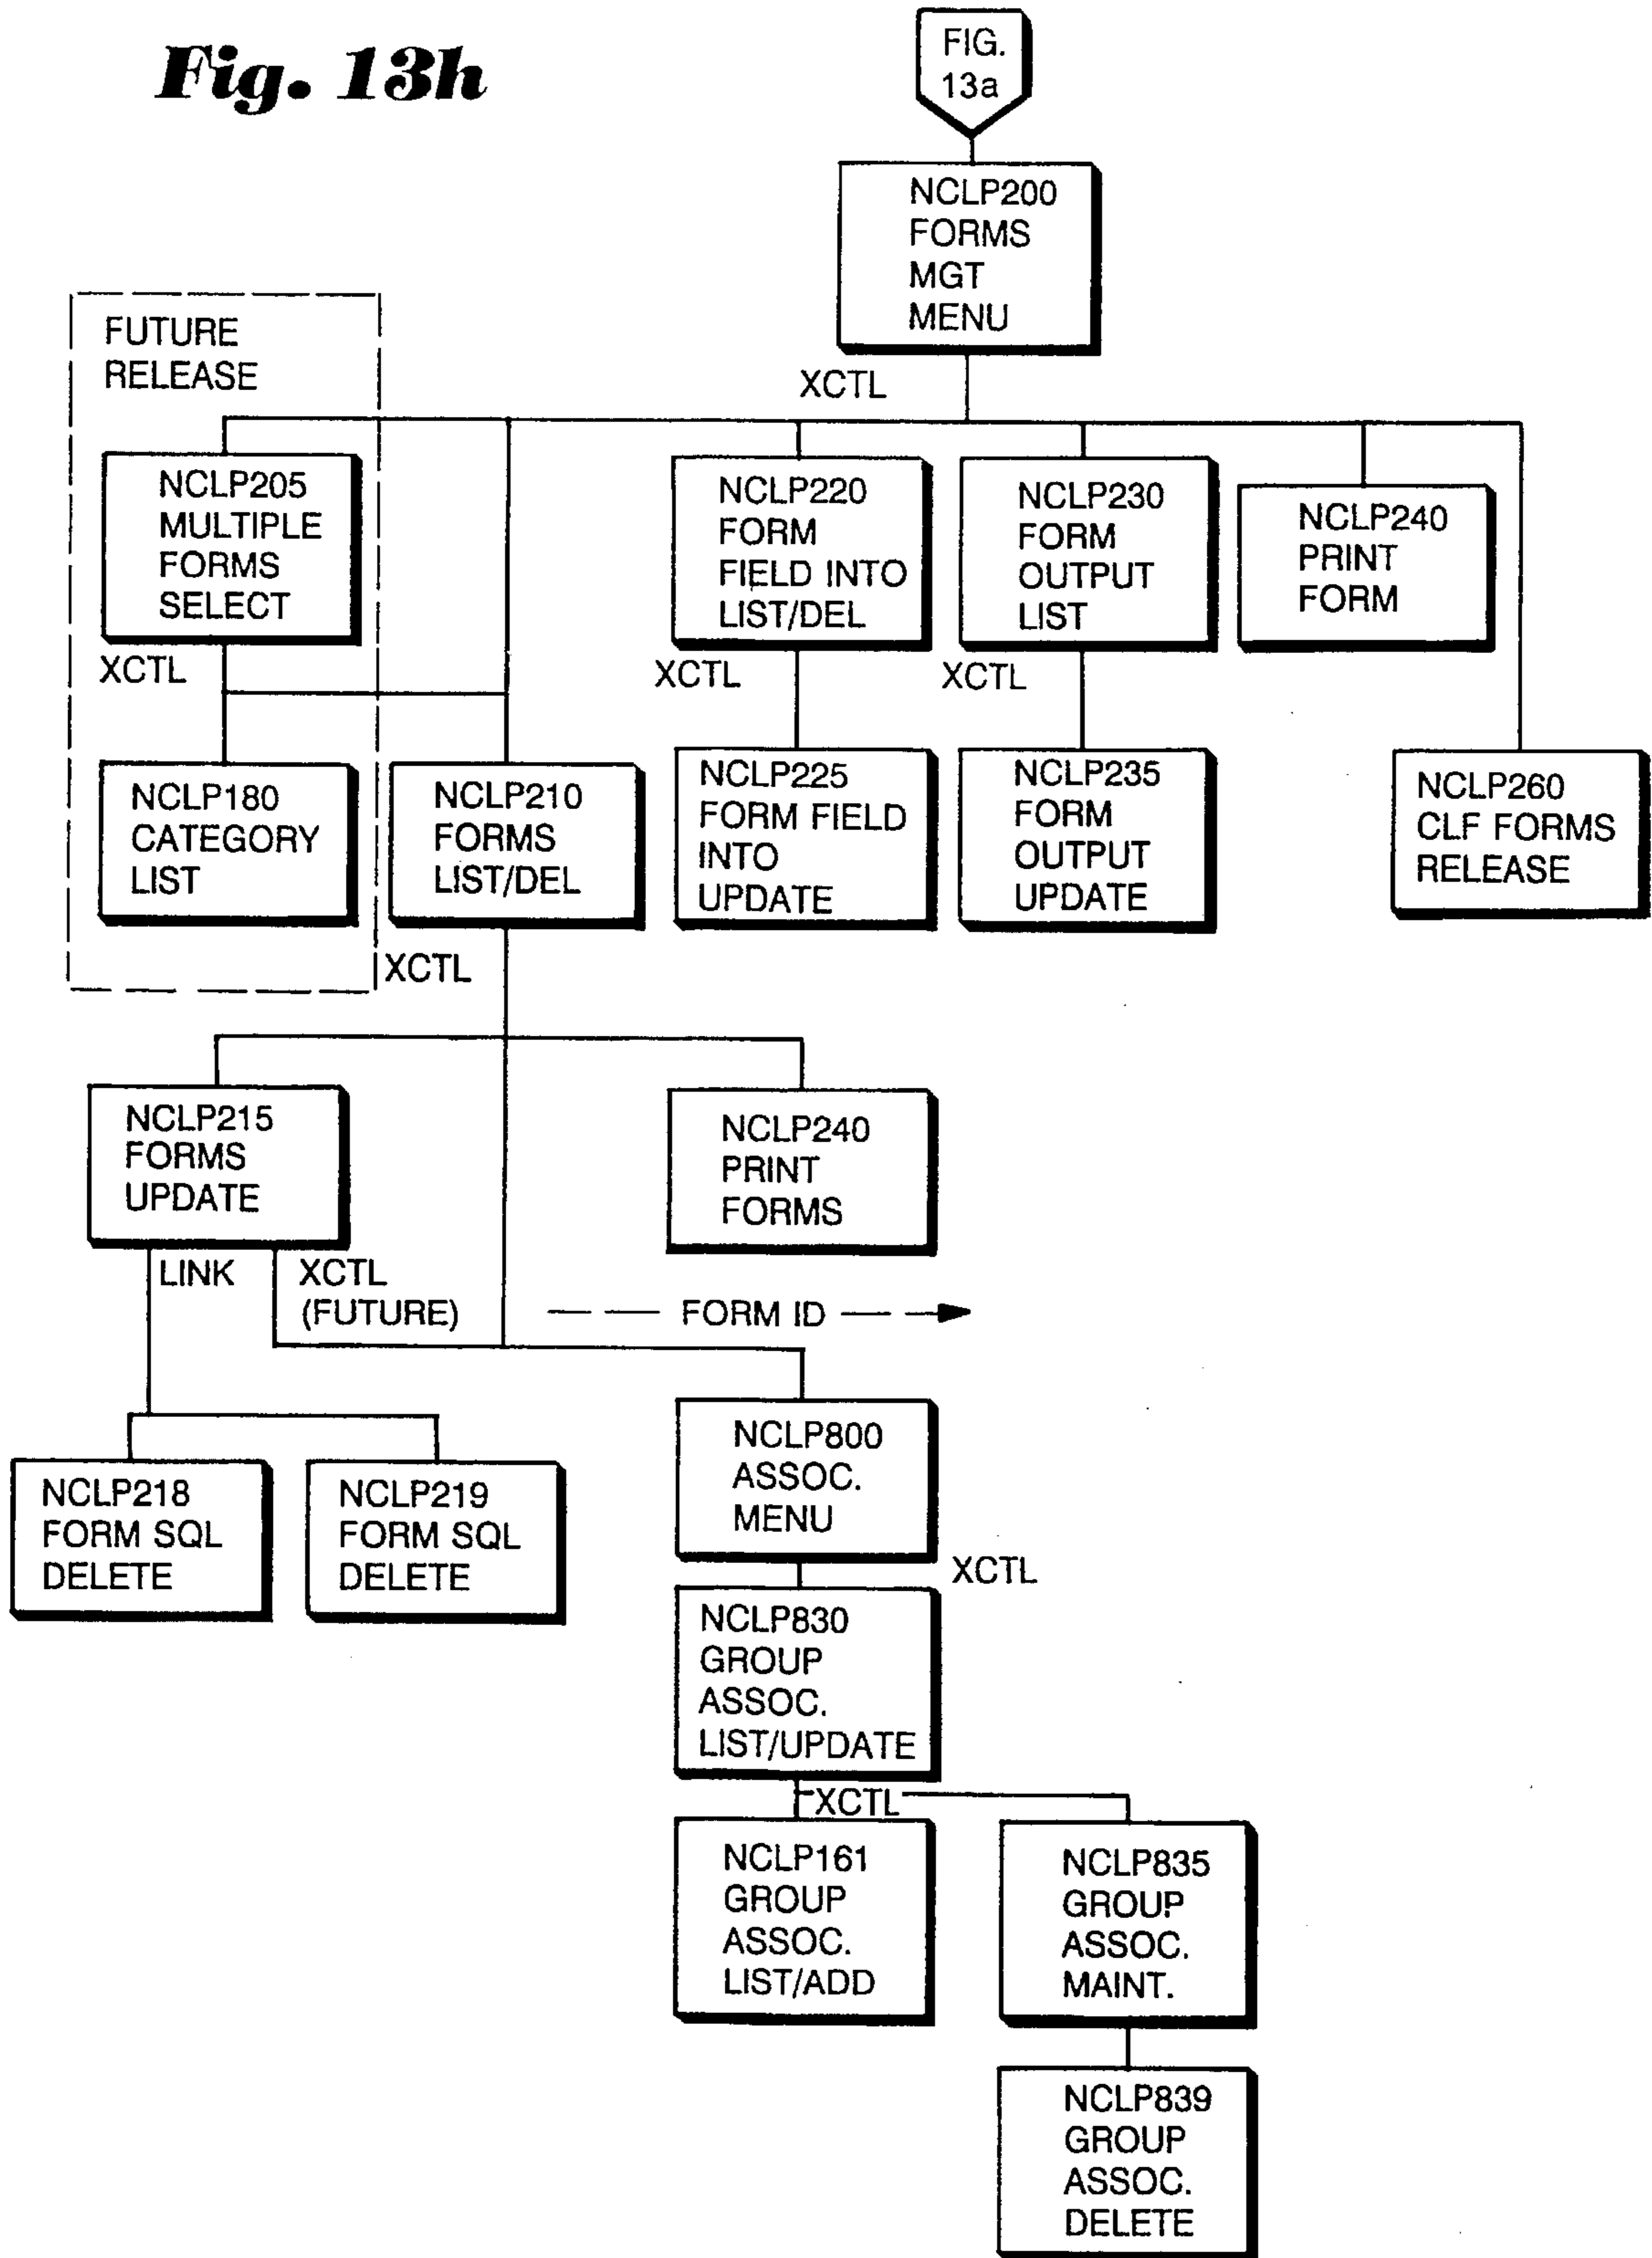 Fig. 13h
FIG.
13a
NCLP200
FORMS
MGT
MENU
XCTL
FUTURE
RELEASE
NCLP205
MULTIPLE
FORMS
SELECT
NCLP220
FORM
FIELD INTO
LIST/DEL
NCLP230
FORM
OUTPUT
LIST
NCLP240
PRINT
FORM
XCTL
XCTL
XCTL
NCLP180
CATEGORY
LIST
NCLP210
FORMS
LIST/DEL
NCLP225
FORM FIELD
INTO
UPDATE
NCLP235
FORM
OUTPUT
UPDATE
NCLP260
CLF FORMS
RELEASE
XCTL
NCLP215
FORMS
UPDATE
NCLP240
PRINT
FORMS
LINK
XCTL
(FUTURE)
FORM ID
NCLP218
FORM SQL
DELETE
NCLP219
FORM SQL
DELETE
NCLP800
ASSOC.
MENU
XCTL
NCLP830
GROUP
ASSOC.
LIST/UPDATE
XCTL
NCLP161
GROUP
ASSOC.
LIST/ADD
NCLP835
GROUP
ASSOC.
MAINT.
NCLP839
GROUP
ASSOC.
DELETE